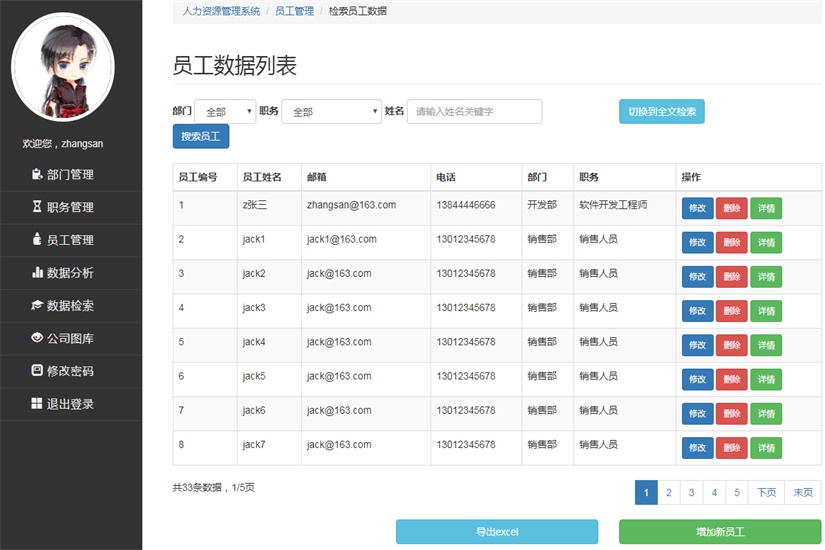 人力资源管理系统 / 员工管理 / 检索员工数据
员工数据列表
部门 全部 职务 全部 姓名 请输入姓名关键字 切换到全文检索
搜索员工
欢迎您，zhangsan
部门管理
职务管理
员工管理
数据分析
数据检索
公司图库
修改密码
退出登录
员工编号 员工姓名 邮箱 电话 部门 职务 操作
1 z张三 zhangsan@163.com 13844446666 开发部 软件开发工程师 修改 删除 详情
2 jack1 jack1@163.com 13012345678 销售部 销售人员 修改 删除 详情
3 jack2 jack@163.com 13012345678 销售部 销售人员 修改 删除 详情
4 jack3 jack@163.com 13012345678 销售部 销售人员 修改 删除 详情
5 jack4 jack@163.com 13012345678 销售部 销售人员 修改 删除 详情
6 jack5 jack@163.com 13012345678 销售部 销售人员 修改 删除 详情
7 jack6 jack@163.com 13012345678 销售部 销售人员 修改 删除 详情
8 jack7 jack@163.com 13012345678 销售部 销售人员 修改 删除 详情
共33条数据，1/5页 1 2 3 4 5 下页 末页
导出excel 增加新员工